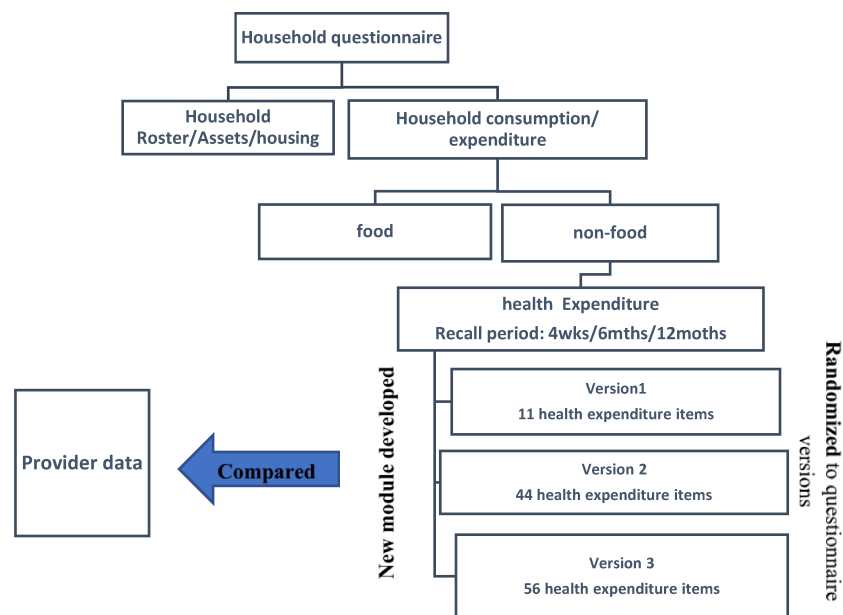 Household questionnaire
Household
Roster/Assets/housing
Household consumption/
expenditure
food
non-food
health Expenditure
Recall period: 4wks/6mths/12moths
Version1
11 health expenditure items
Version 2
44 health expenditure items
Version 3
56 health expenditure items
New module developed
Randomized to questionnaire
versions
Compared
Provider data